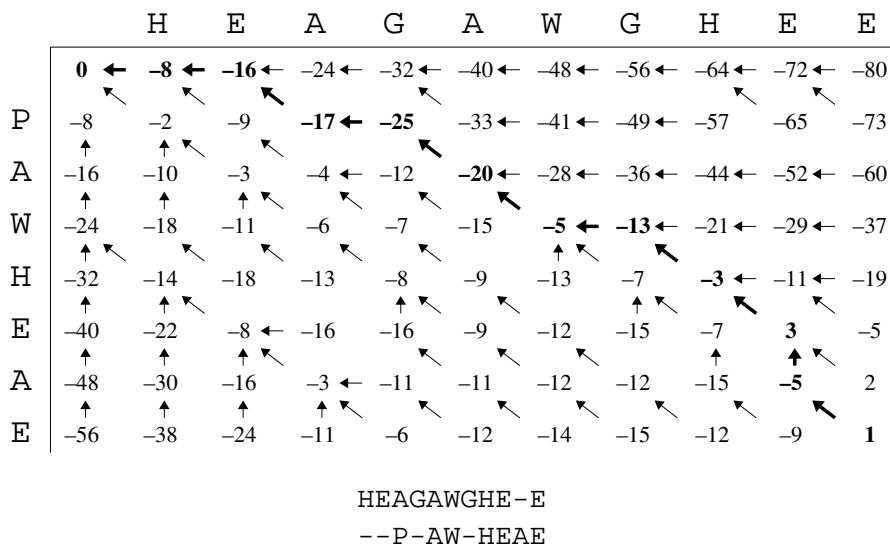 H E A G A W G H E E
0 –8 –16 –24 –32 –40 –48 –56 –64 –72 –80
P –8 –2 –9 –17 –25 –33 –41 –49 –57 –65 –73
A –16 –10 –3 –4 –12 –20 –28 –36 –44 –52 –60
W –24 –18 –11 –6 –7 –15 –5 –13 –21 –29 –37
H –32 –14 –18 –13 –8 –9 –13 –7 –3 –11 –19
E –40 –22 –8 –16 –16 –9 –12 –15 –7 3 –5
A –48 –30 –16 –3 –11 –11 –12 –12 –15 –5 2
E –56 –38 –24 –11 –6 –12 –14 –15 –12 –9 1
HEAGAWGHE-E
--P-AW-HEAE